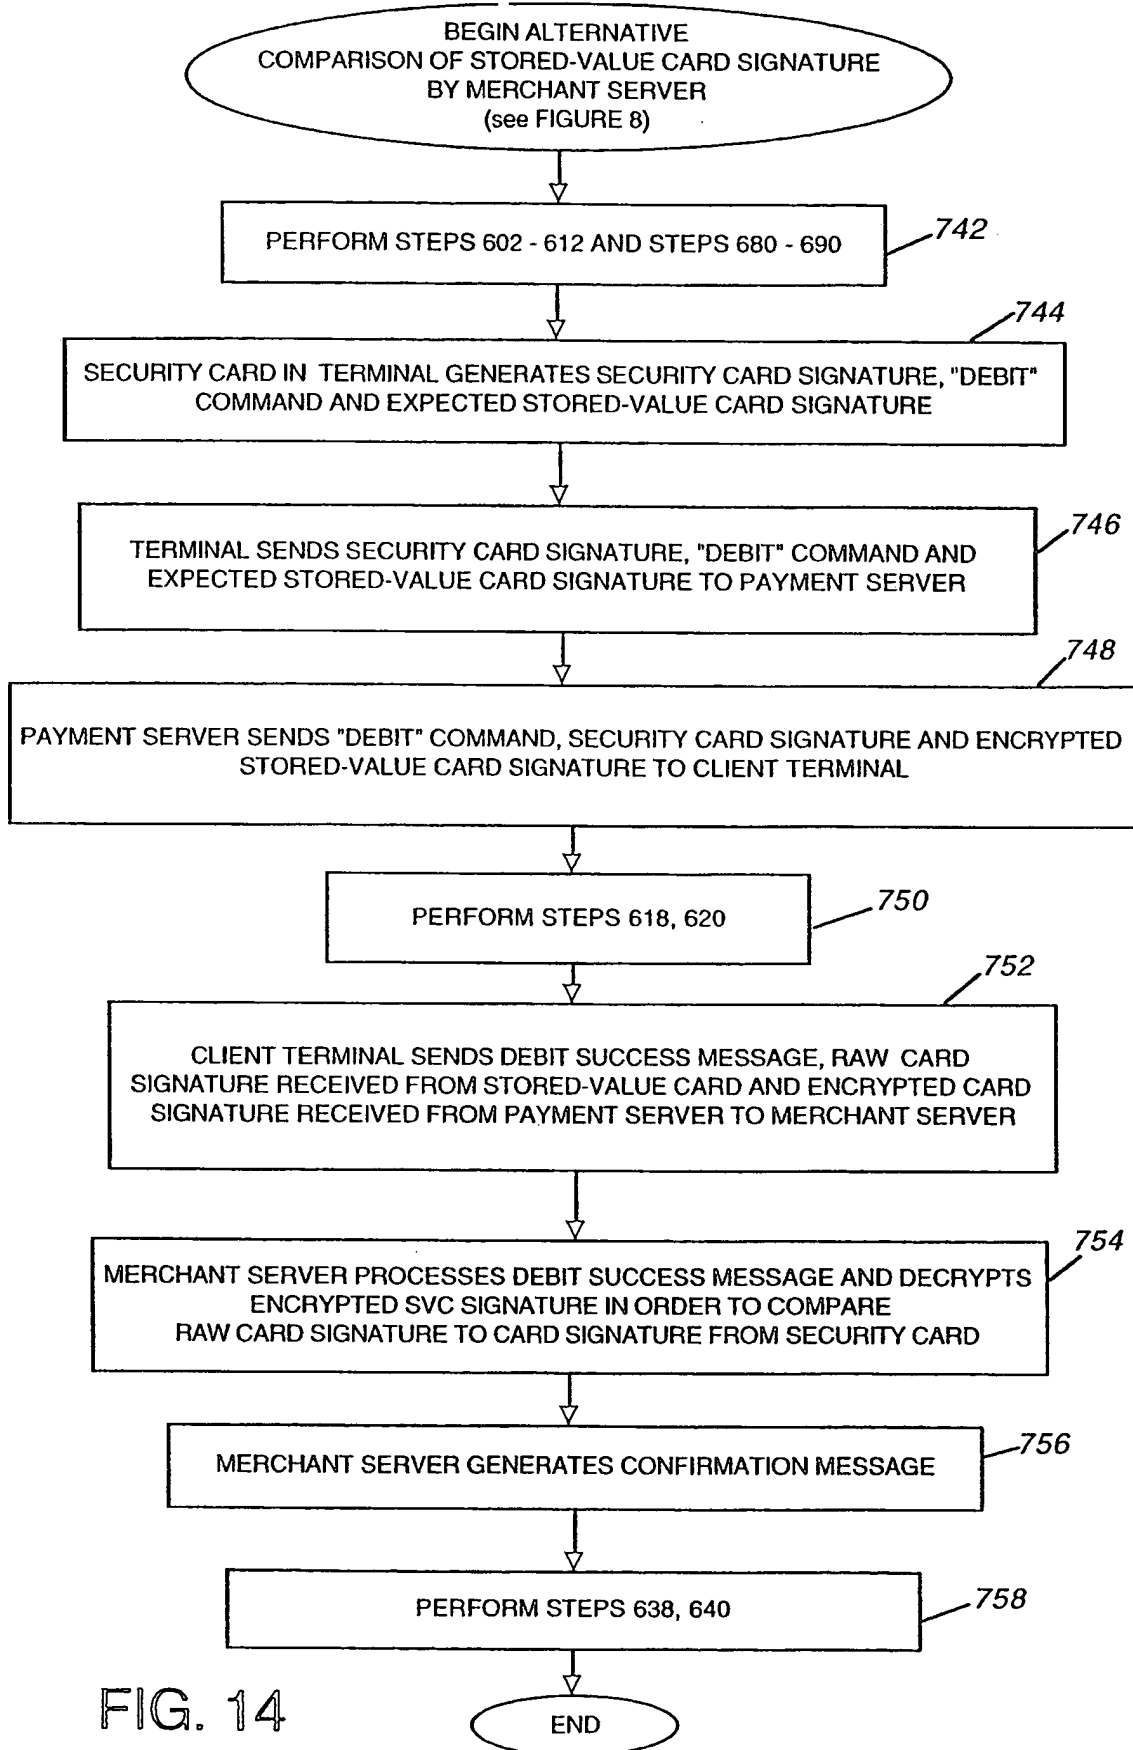 BEGIN ALTERNATIVE
COMPARISON OF STORED-VALUE CARD SIGNATURE
BY MERCHANT SERVER
(see FIGURE 8)
PERFORM STEPS 602 - 612 AND STEPS 680 - 690
742
744
SECURITY CARD IN TERMINAL GENERATES SECURITY CARD SIGNATURE, "DEBIT"
COMMAND AND EXPECTED STORED-VALUE CARD SIGNATURE
746
TERMINAL SENDS SECURITY CARD SIGNATURE, "DEBIT" COMMAND AND
EXPECTED STORED-VALUE CARD SIGNATURE TO PAYMENT SERVER
748
PAYMENT SERVER SENDS "DEBIT" COMMAND, SECURITY CARD SIGNATURE AND ENCRYPTED
STORED-VALUE CARD SIGNATURE TO CLIENT TERMINAL
PERFORM STEPS 618, 620
750
752
CLIENT TERMINAL SENDS DEBIT SUCCESS MESSAGE, RAW CARD
SIGNATURE RECEIVED FROM STORED-VALUE CARD AND ENCRYPTED CARD
SIGNATURE RECEIVED FROM PAYMENT SERVER TO MERCHANT SERVER
754
MERCHANT SERVER PROCESSES DEBIT SUCCESS MESSAGE AND DECRYPTS
ENCRYPTED SVC SIGNATURE IN ORDER TO COMPARE
RAW CARD SIGNATURE TO CARD SIGNATURE FROM SECURITY CARD
756
MERCHANT SERVER GENERATES CONFIRMATION MESSAGE
PERFORM STEPS 638, 640
758
FIG. 14
END